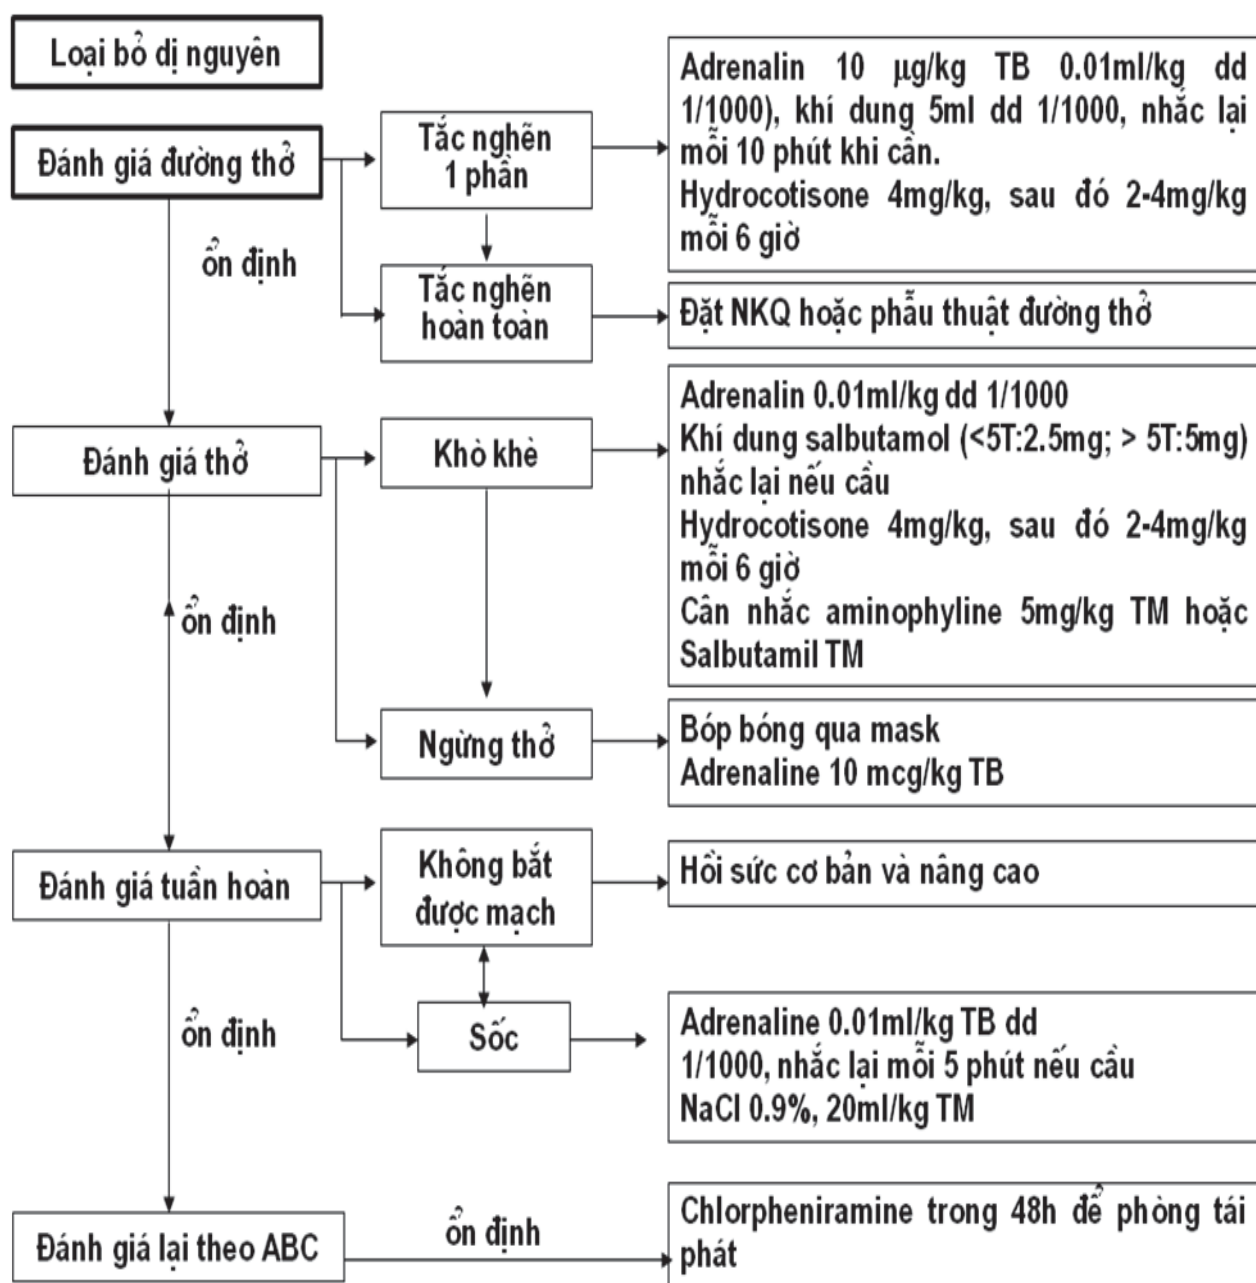 Loại bỏ dị nguyên
Đánh giá đường thở
Tắc nghẽn
1 phần
Adrenalin 10 µg/kg TB 0.01ml/kg dd
1/1000), khí dung 5ml dd 1/1000, nhắc lại
mỗi 10 phút khi cần.
Hydrocotisone 4mg/kg, sau đó 2-4mg/kg
mỗi 6 giờ
ổn định
Tắc nghẽn
hoàn toàn
Đặt NKQ hoặc phẫu thuật đường thở
Đánh giá thở
Khò khè
Adrenalin 0.01ml/kg dd 1/1000
Khí dung salbutamol (<5T:2.5mg; > 5T:5mg)
nhắc lại nếu cầu
Hydrocotisone 4mg/kg, sau đó 2-4mg/kg
mỗi 6 giờ
Cân nhắc aminophyline 5mg/kg TM hoặc
Salbutamil TM
ổn định
Ngừng thở
Bóp bóng qua mask
Adrenaline 10 mcg/kg TB
Đánh giá tuần hoàn
Không bắt
được mạch
Hồi sức cơ bản và nâng cao
ổn định
Sốc
Adrenaline 0.01ml/kg TB dd
1/1000, nhắc lại mỗi 5 phút nếu cầu
NaCl 0.9%, 20ml/kg TM
Đánh giá lại theo ABC
ổn định
Chlorpheniramine trong 48h để phòng tái
phát